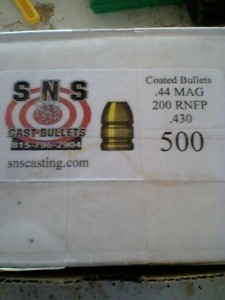 SNS
CAST BULLETS
815-796-2904
snscasting.com
Coated Bullets
.44 MAG
200 RNFP
.430
500